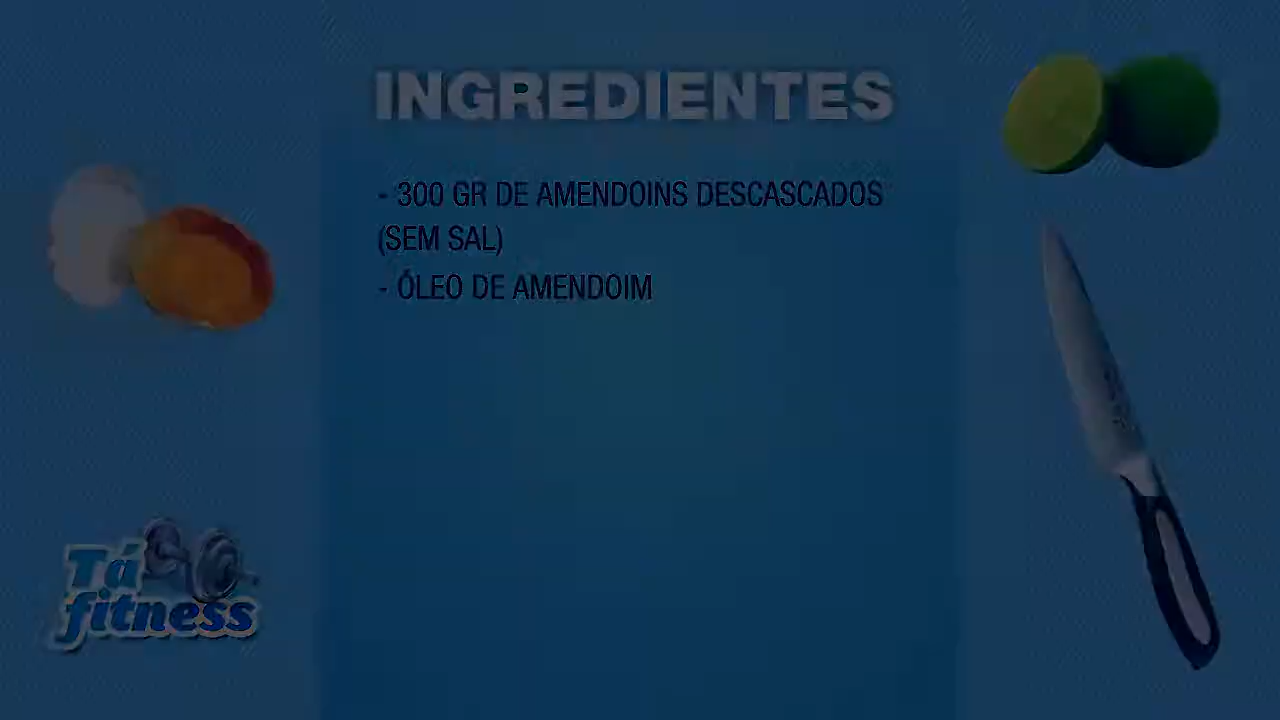 INGREDIENTES
- 300 GR DE AMENDOINS DESCASCADOS
(SEM SAL)
- ÓLEO DE AMENDOIM
Tá
fitness